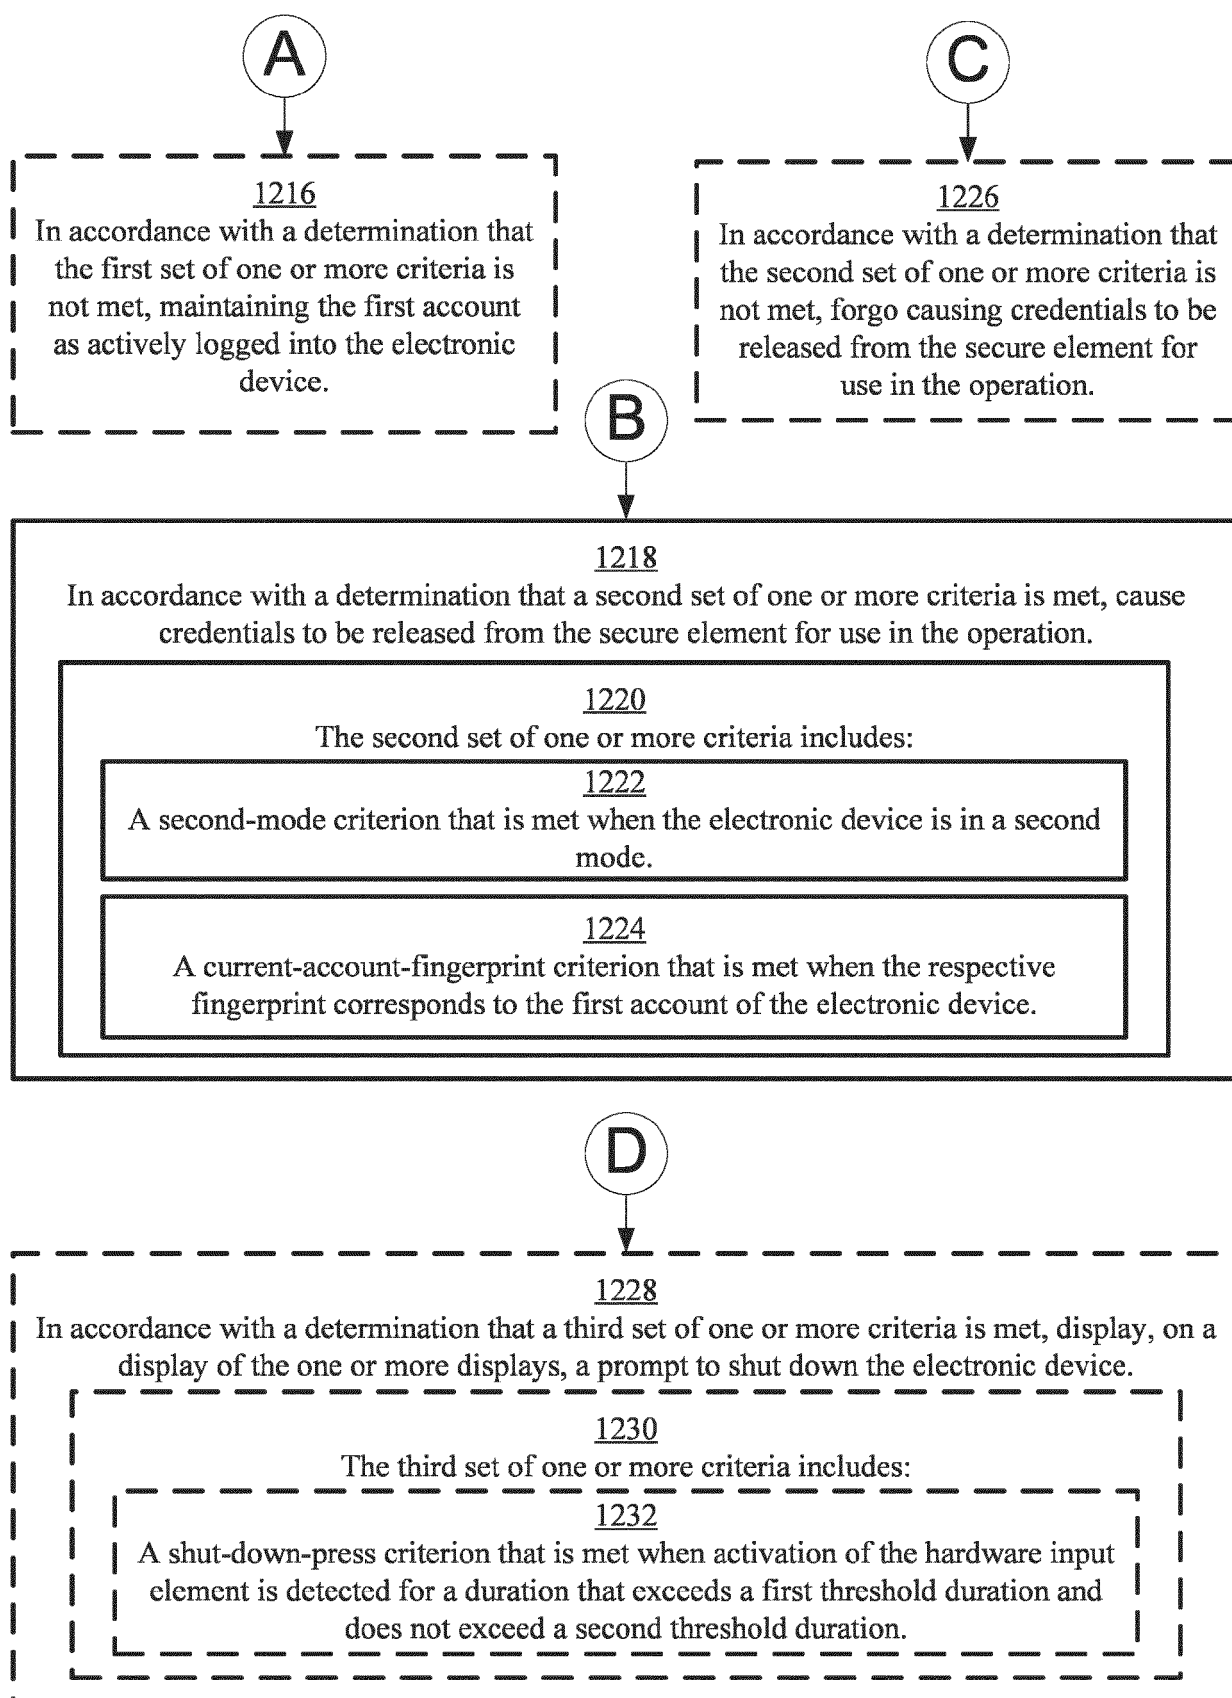 A
1216
In accordance with a determination that
the first set of one or more criteria is
not met, maintaining the first account
as actively logged into the electronic
device.
C
1226
In accordance with a determination that
the second set of one or more criteria is
not met, forgo causing credentials to be
released from the secure element for
use in the operation.
B
1218
In accordance with a determination that a second set of one or more criteria is met, cause
credentials to be released from the secure element for use in the operation.
1220
The second set of one or more criteria includes:
1222
A second-mode criterion that is met when the electronic device is in a second
mode.
1224
A current-account-fingerprint criterion that is met when the respective
fingerprint corresponds to the first account of the electronic device.
D
1228
In accordance with a determination that a third set of one or more criteria is met, display, on a
display of the one or more displays, a prompt to shut down the electronic device.
1230
The third set of one or more criteria includes:
1232
A shut-down-press criterion that is met when activation of the hardware input
element is detected for a duration that exceeds a first threshold duration and
does not exceed a second threshold duration.